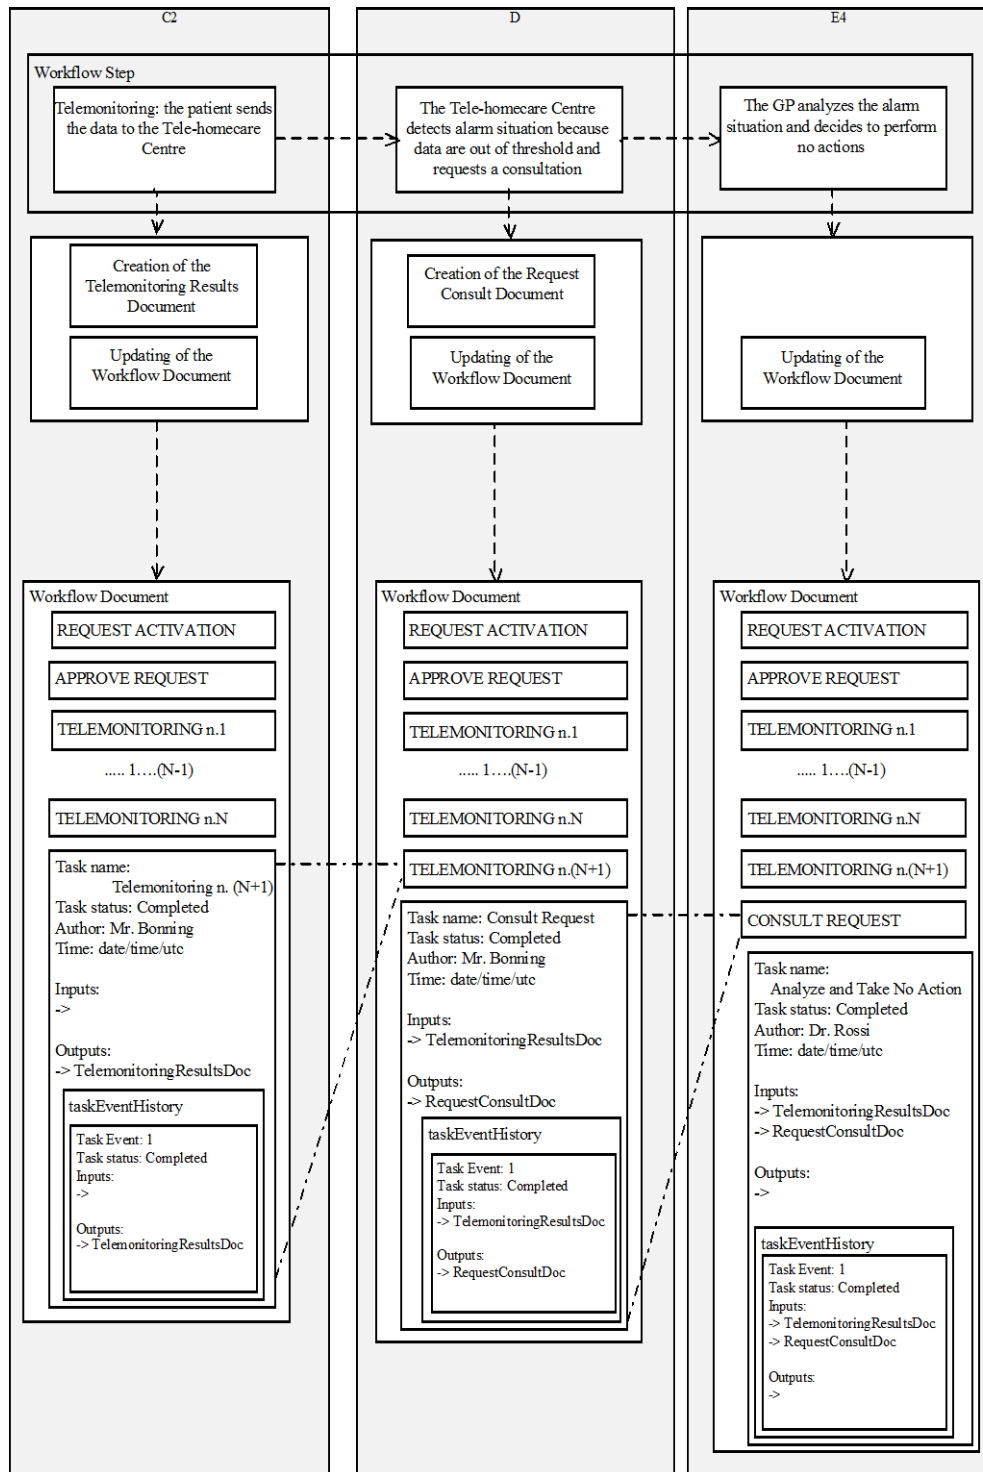 C2
D
E4
Workflow Step
Telemonitoring: the patient sends
the data to the Tele-homecare
Centre
The Tele-homecare Centre
detects alarm situation because
data are out of threshold and
requests a consultation
The GP analyzes the alarm
situation and decides to perform
no actions
Creation of the
Telemonitoring Results
Document
Updating of the
Workflow Document
Creation of the Request
Consult Document
Updating of the
Workflow Document
Updating of the
Workflow Document
Workflow Document
REQUEST ACTIVATION
APPROVE REQUEST
TELEMONITORING n.1
..... 1....(N-1)
TELEMONITORING n.N
Task name:
Telemonitoring n. (N+1)
Task status: Completed
Author: Mr. Bonning
Time: date/time/utc
Inputs:
->
Outputs:
-> TelemonitoringResultsDoc
taskEventHistory
Task Event: 1
Task status: Completed
Inputs:
->
Outputs:
-> TelemonitoringResultsDoc
Workflow Document
REQUEST ACTIVATION
APPROVE REQUEST
TELEMONITORING n.1
..... 1....(N-1)
TELEMONITORING n.N
TELEMONITORING n.(N+1)
Task name: Consult Request
Task status: Completed
Author: Mr. Bonning
Time: date/time/utc
Inputs:
-> TelemonitoringResultsDoc
Outputs:
-> RequestConsultDoc
taskEventHistory
Task Event: 1
Task status: Completed
Inputs:
-> TelemonitoringResultsDoc
Outputs:
-> RequestConsultDoc
Workflow Document
REQUEST ACTIVATION
APPROVE REQUEST
TELEMONITORING n.1
..... 1....(N-1)
TELEMONITORING n.N
TELEMONITORING n.(N+1)
CONSULT REQUEST
Task name:
Analyze and Take No Action
Task status: Completed
Author: Dr. Rossi
Time: date/time/utc
Inputs:
-> TelemonitoringResultsDoc
-> RequestConsultDoc
Outputs:
->
taskEventHistory
Task Event: 1
Task status: Completed
Inputs:
-> TelemonitoringResultsDoc
-> RequestConsultDoc
Outputs:
->